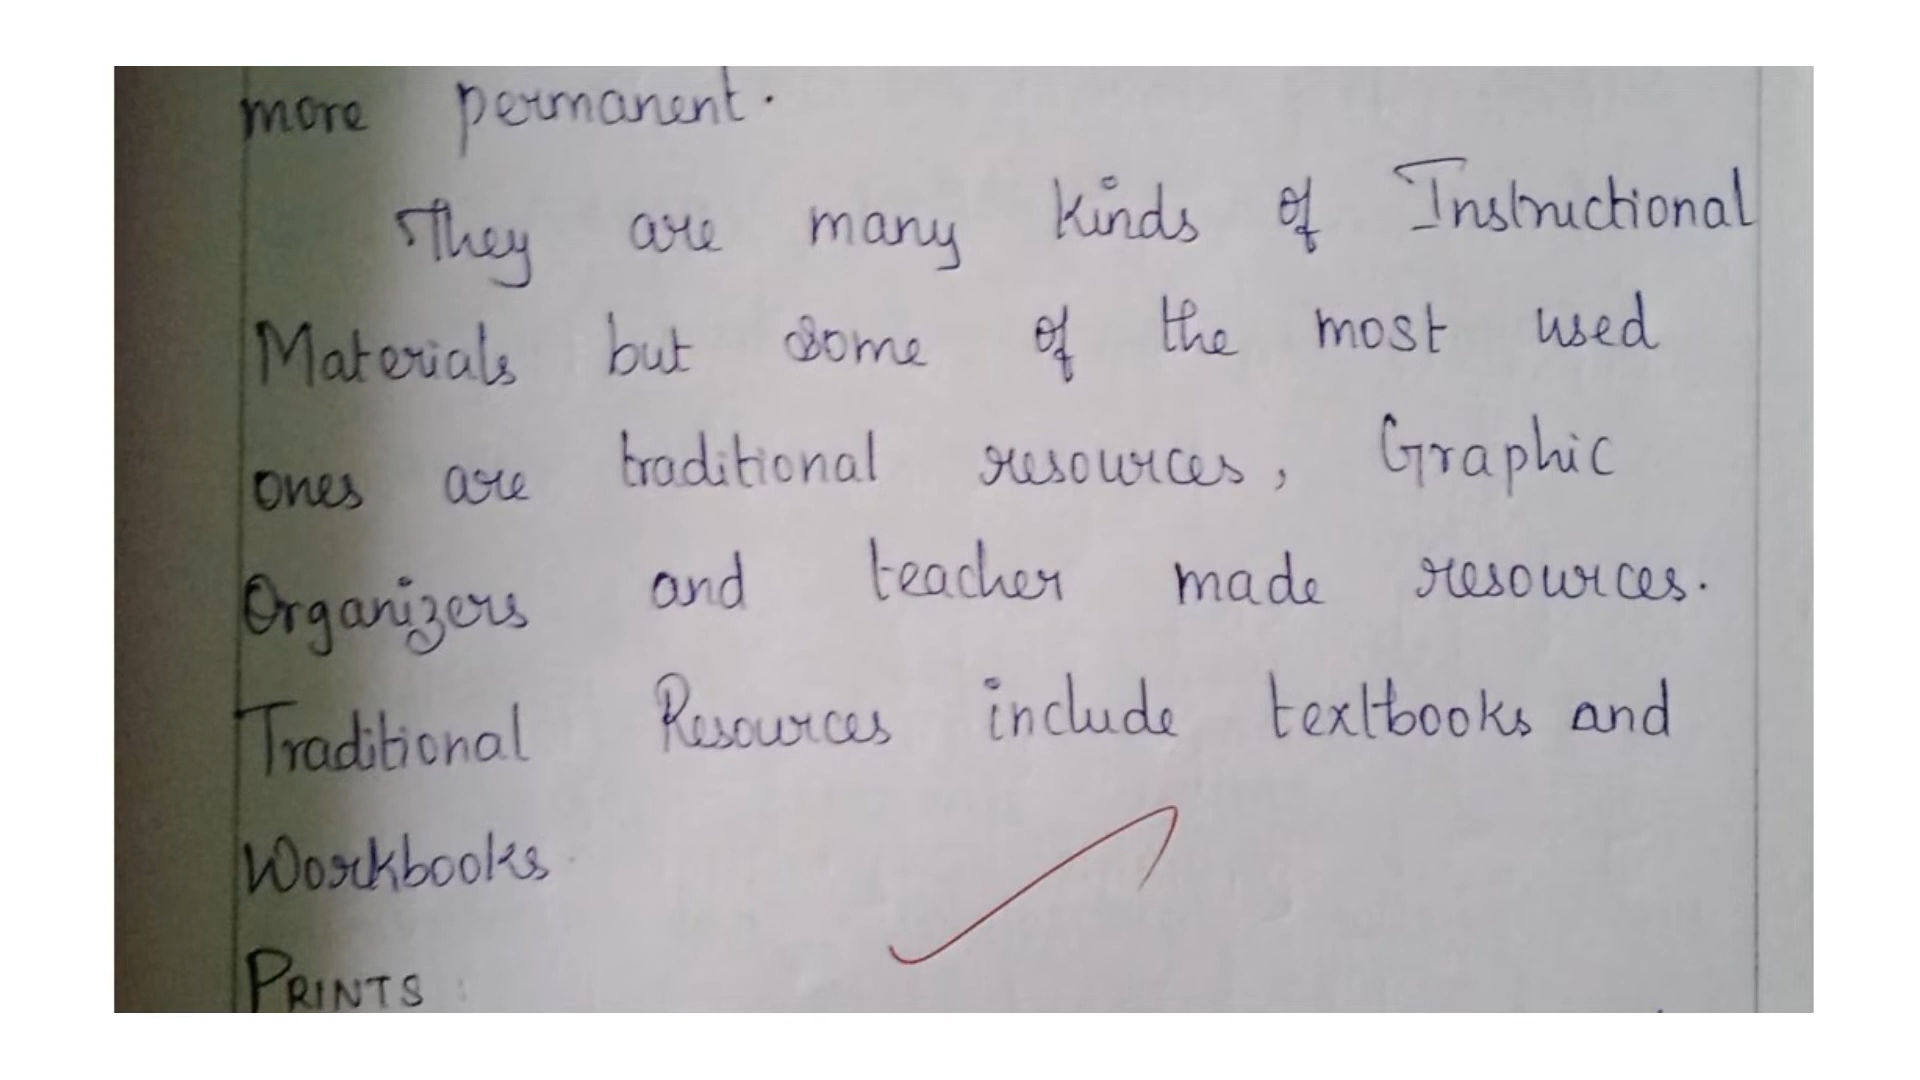 more permanent.
They are many kinds of Instructional
Materials but some of the most used
ones are traditional resources, Graphic
Organizers and teacher made resources.
Traditional Resources include textbooks and
Workbooks.
PRINTS :